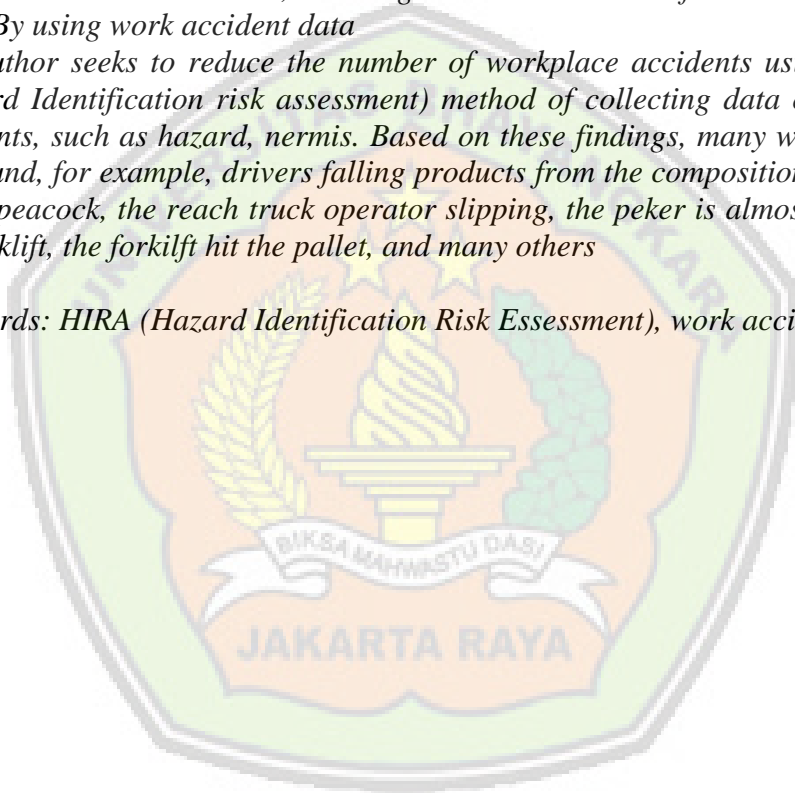 By using work accident data
uthor seeks to reduce the number of workplace accidents us
d Identification risk assessment) method of collecting data
nts, such as hazard, nermis. Based on these findings, many w
und, for example, drivers falling products from the composition
peacock, the reach truck operator slipping, the peker is almos
klift, the forkilft hit the pallet, and many others
rds: HIRA (Hazard Identification Risk Essessment), work acci
UNIVERSITAS BHAYANGKARA
BIKSA MAHWASTU DASI
JAKARTA RAYA